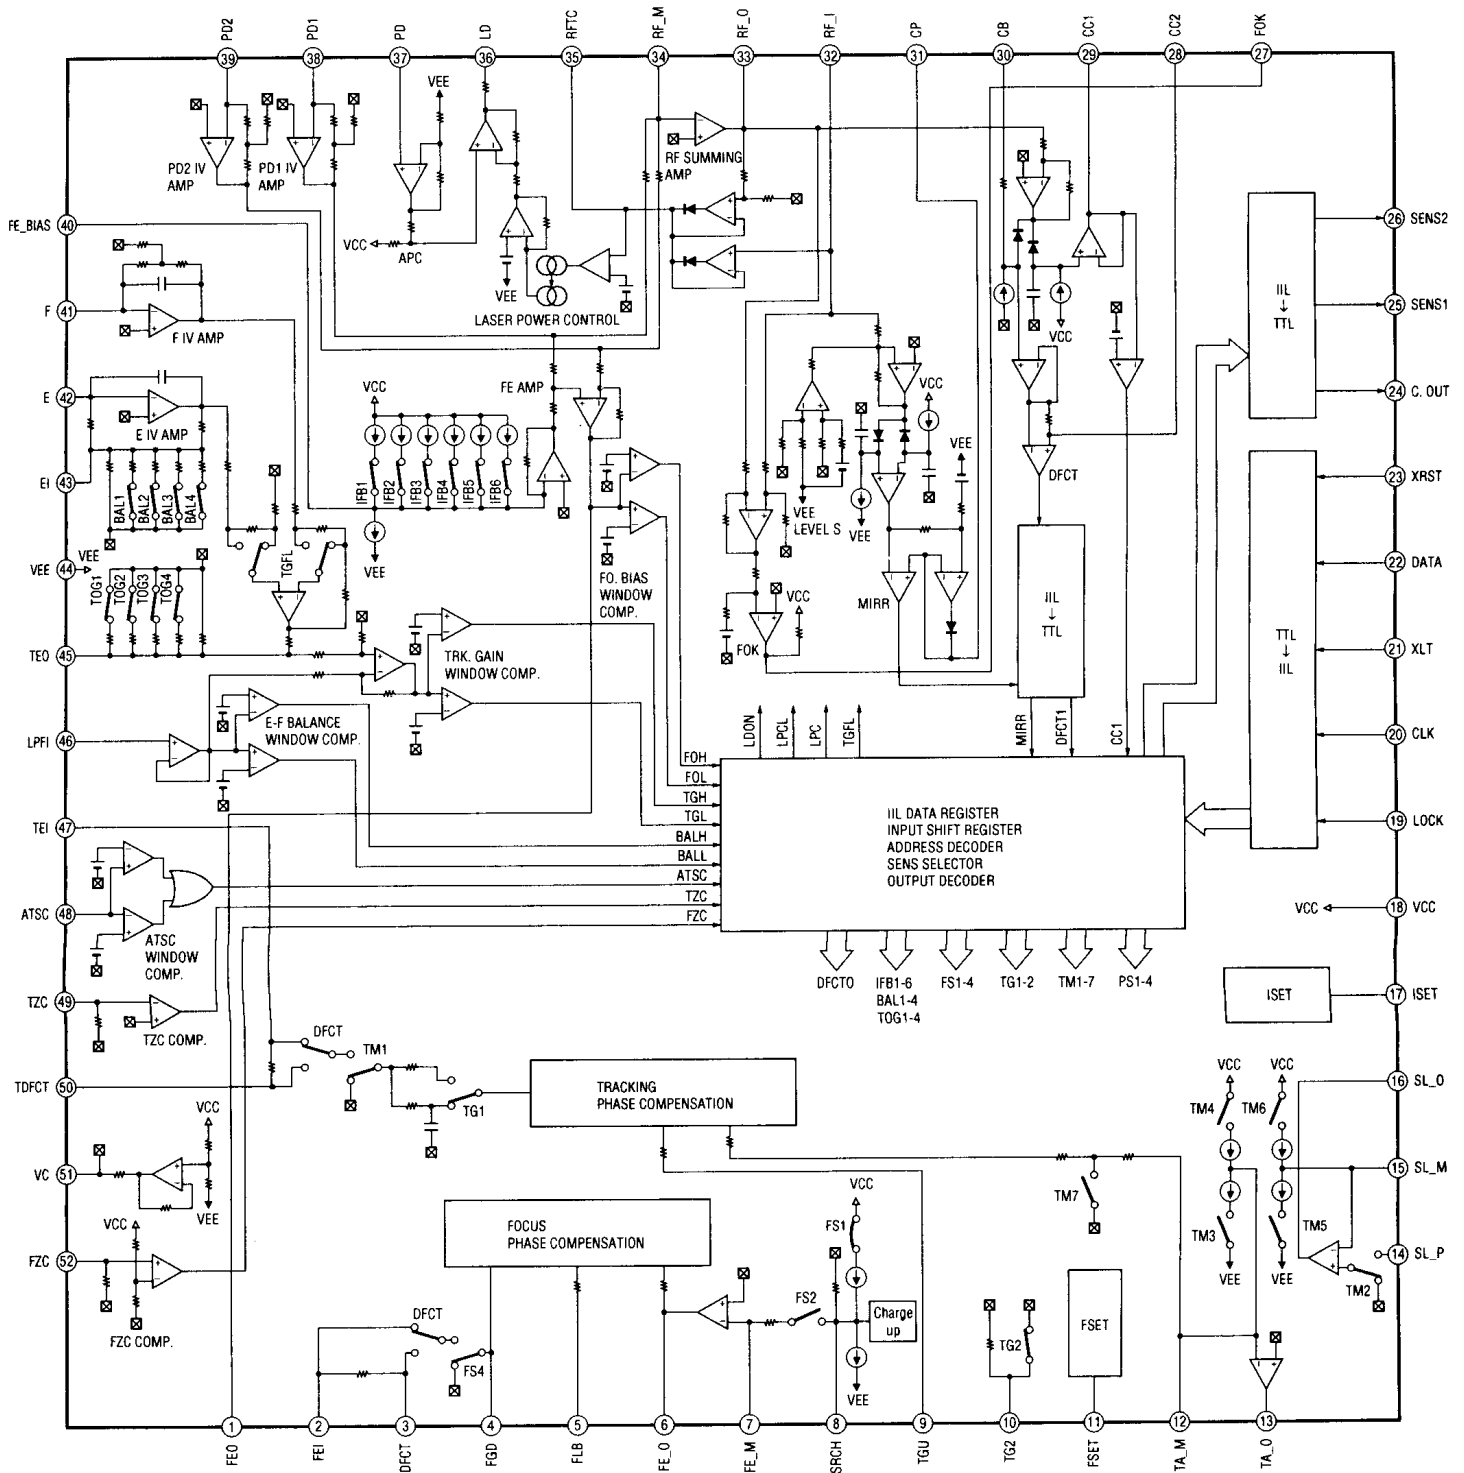 PD2
PD1
PD
LD
RFTC
RF_M
RF_O
RF_I
CP
CB
CC1
CC2
FOK
39
38
37
36
35
34
33
32
31
30
29
28
27
VEE
PD2 IV
AMP
PD1 IV
AMP
RF SUMMING
AMP
VCC
APC
VEE
LASER POWER CONTROL
FE_BIAS 40
F 41
F IV AMP
E 42
E IV AMP
EI 43
BAL1
BAL2
BAL3
BAL4
VEE 44
VEE
TOG1
TOG2
TOG3
TOG4
TGFL
TEO 45
LPFI 46
TEI 47
ATSC 48
ATSC
WINDOW
COMP.
TZC 49
TZC COMP.
TDFCT 50
VC 51
VCC
VEE
FZC 52
VCC
FZC COMP.
VCC
IFB1
IFB2
IFB3
IFB4
IFB5
IFB6
VEE
FE AMP
FO. BIAS
WINDOW
COMP.
TRK. GAIN
WINDOW COMP.
E-F BALANCE
WINDOW COMP.
VEE
LEVEL S
VCC
VEE
VEE
VCC
FOK
MIRR
VCC
DFCT
IIL
↓
TTL
IIL
↓
TTL
26 SENS2
25 SENS1
24 C. OUT
TTL
↓
IIL
23 XRST
22 DATA
21 XLT
20 CLK
19 LOCK
VCC
18 VCC
ISET
17 ISET
16 SL_O
15 SL_M
14 SL_P
LDON
LPCL
LPC
TGFL
MIRR
DFCT1
CC1
FOH
FOL
TGH
TGL
BALH
BALL
ATSC
TZC
FZC
IIL DATA REGISTER
INPUT SHIFT REGISTER
ADDRESS DECODER
SENS SELECTOR
OUTPUT DECODER
DFCTO
IFB1-6
BAL1-4
TOG1-4
FS1-4
TG1-2
TM1-7
PS1-4
DFCT
TM1
TG1
TRACKING
PHASE COMPENSATION
FOCUS
PHASE COMPENSATION
VCC
VCC
TM4
TM6
TM3
TM5
VEE
VEE
TM2
TM7
VCC
FS1
FS2
Charge
up
VEE
TG2
FSET
DFCT
FS4
1
2
3
4
5
6
7
8
9
10
11
12
13
FEO
FEI
DFCT
FGD
FLB
FE_O
FE_M
SRCH
TGU
TG2
FSET
TA_M
TA_O